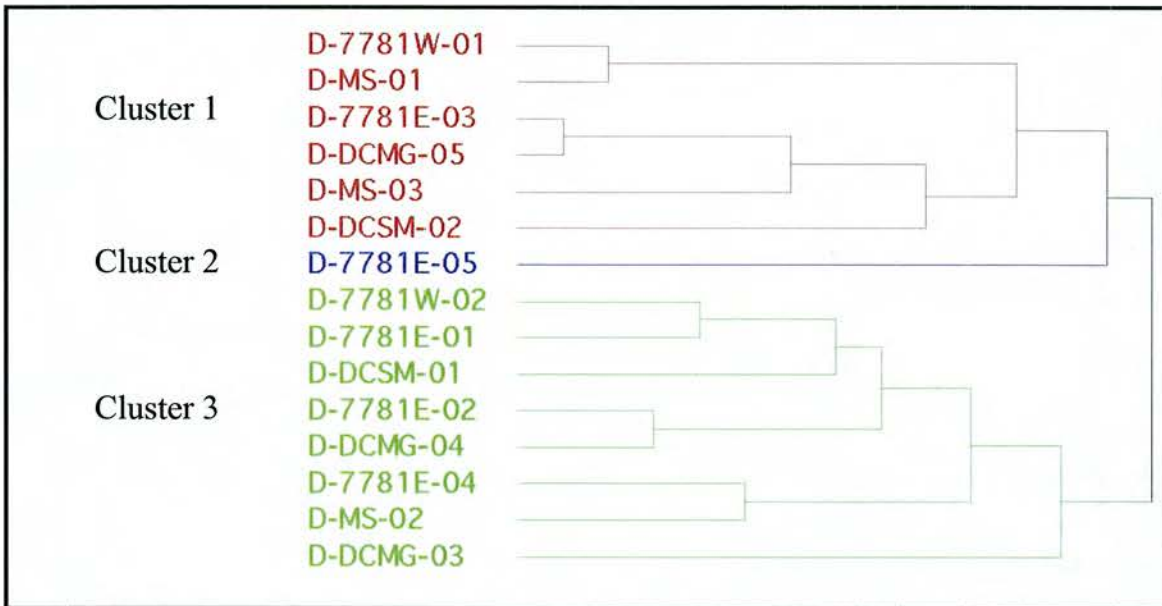 D-7781W-01
D-MS-01
Cluster 1
D-7781E-03
D-DCMG-05
D-MS-03
D-DCSM-02
Cluster 2 D-7781E-05
D-7781W-02
D-7781E-01
D-DCSM-01
Cluster 3 D-7781E-02
D-DCMG-04
D-7781E-04
D-MS-02
D-DCMG-03